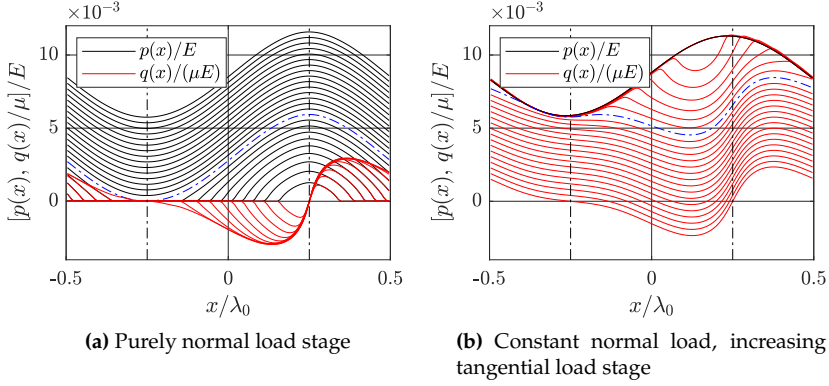 ×10⁻³
10
5
0
-0.5
0
0.5
[p(x), q(x)/μ]/E
x/λ₀
p(x)/E
q(x)/(μE)
(a) Purely normal load stage
×10⁻³
10
5
0
-0.5
0
0.5
[p(x), q(x)/μ]/E
x/λ₀
p(x)/E
q(x)/(μE)
(b) Constant normal load, increasing
tangential load stage